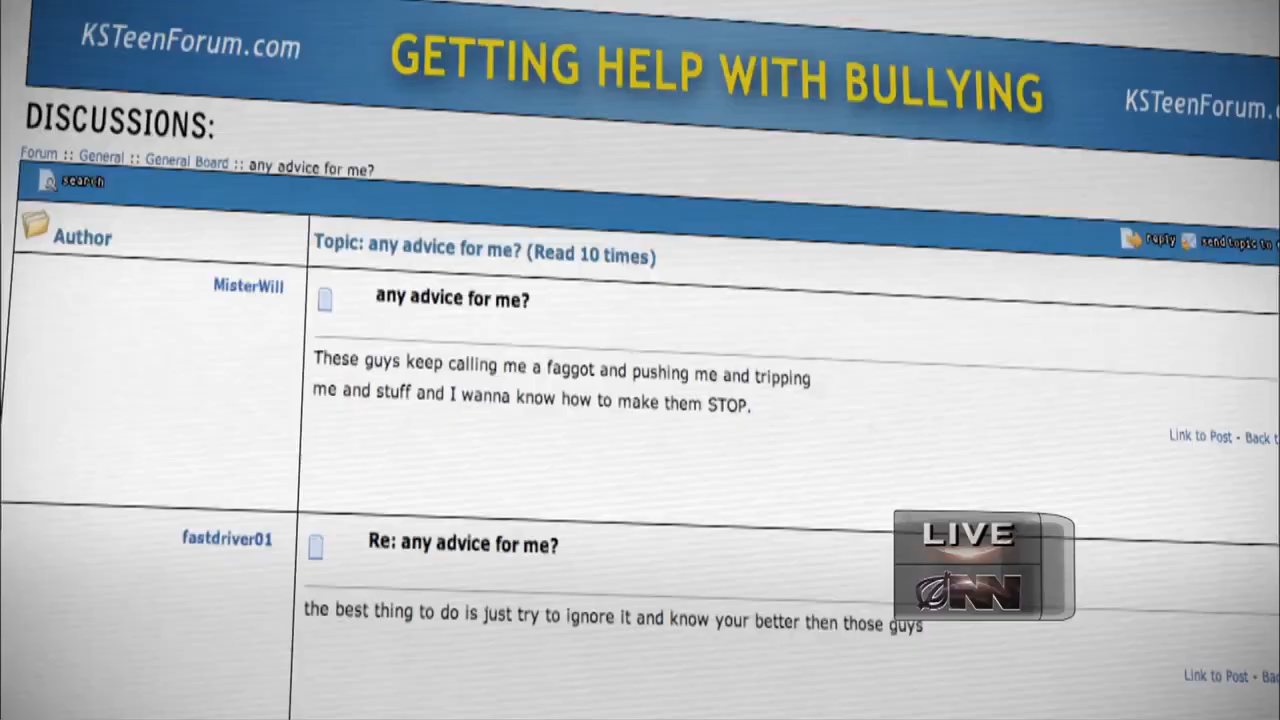 KSTeenForum.com
GETTING HELP WITH BULLYING
KSTeenForum.
DISCUSSIONS:
Forum :: General :: General Board :: any advice for me?
search
reply send topic to
Author
Topic: any advice for me? (Read 10 times)
MisterWill
any advice for me?
These guys keep calling me a faggot and pushing me and tripping
me and stuff and I wanna know how to make them STOP.
Link to Post - Back
fastdriver01
Re: any advice for me?
the best thing to do is just try to ignore it and know your better then those guys
Link to Post -
LIVE
ONN